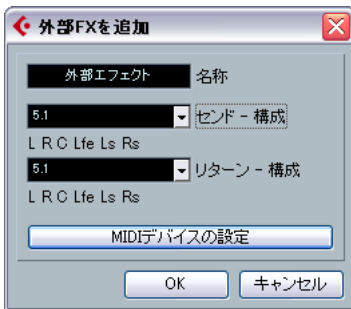 外部FXを追加
外部エフェクト 名称
5.1 センド - 構成
L R C Lfe Ls Rs
5.1 リターン - 構成
L R C Lfe Ls Rs
MIDIデバイスの設定
OK キャンセル